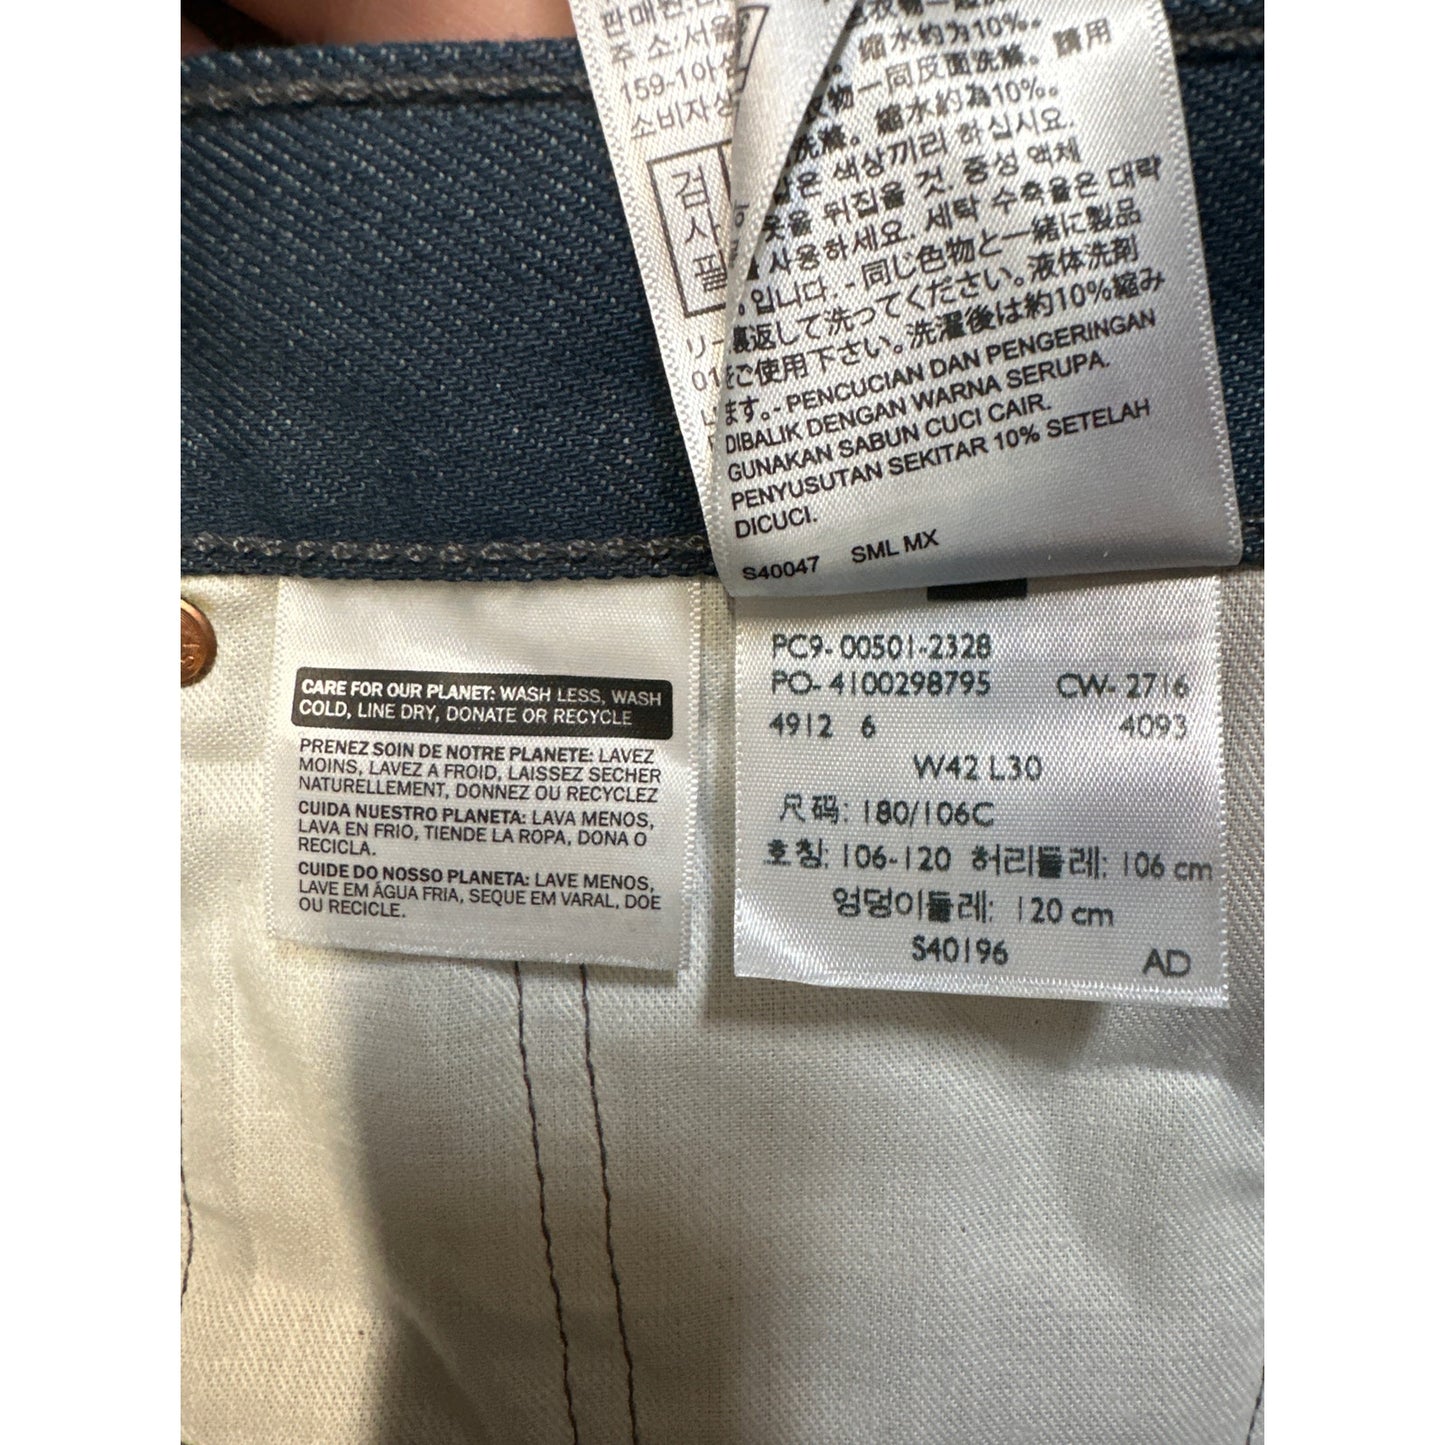 판매원
주 소:서울
159-1아셈
소비자상
검
사
필
リー
01
縮水約为10%。
衣物一同反面洗滌。請用
洗滌。縮水約為10%。
은 색상끼리 하십시요.
옷을 뒤집을 것. 중성 액체
사용하세요. 세탁 수축율은 대략
%입니다. - 同じ色物と一緒に製品
裏返して洗ってください。液体洗剤
をご使用下さい。洗濯後は約10%縮み
ます。- PENCUCIAN DAN PENGERINGAN
DIBALIK DENGAN WARNA SERUPA.
GUNAKAN SABUN CUCI CAIR.
PENYUSUTAN SEKITAR 10% SETELAH
DICUCI.
S40047 SML MX
CARE FOR OUR PLANET: WASH LESS, WASH
COLD, LINE DRY, DONATE OR RECYCLE
PRENEZ SOIN DE NOTRE PLANETE: LAVEZ
MOINS, LAVEZ A FROID, LAISSEZ SECHER
NATURELLEMENT, DONNEZ OU RECYCLEZ
CUIDA NUESTRO PLANETA: LAVA MENOS,
LAVA EN FRIO, TIENDE LA ROPA, DONA O
RECICLA.
CUIDE DO NOSSO PLANETA: LAVE MENOS,
LAVE EM ÁGUA FRIA, SEQUE EM VARAL, DOE
OU RECICLE.
PC9- 00501-2328
PO- 4100298795 CW- 2716
4912 6 4093
W42 L30
尺码: 180/106C
호칭: 106-120 허리둘레: 106 cm
엉덩이둘레: 120 cm
S40196 AD